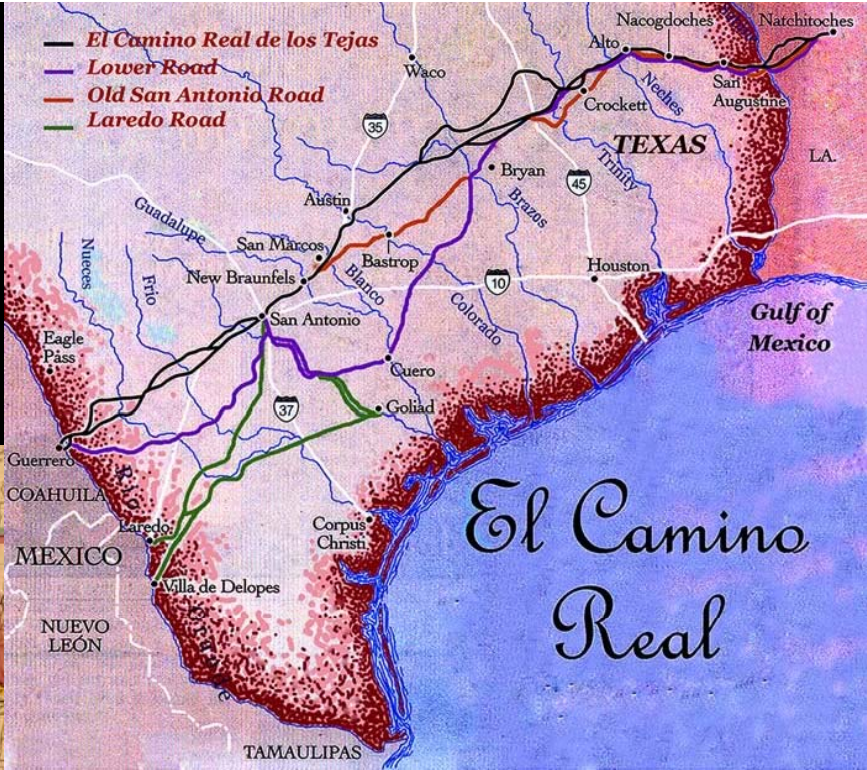 El Camino Real de los Tejas
Lower Road
Old San Antonio Road
Laredo Road
Nacogdoches
Natchitoches
Alto
Waco
San
Augustine
Neches
Crockett
35
TEXAS
LA.
Trinity
Bryan
45
Brazos
Austin
Guadalupe
San Marcos
Bastrop
Nueces
Frio
New Braunfels
Blanco
10
Houston
Colorado
San Antonio
Gulf of
Mexico
Eagle
Pass
Cuero
37
Goliad
Guerrero
Rio
COAHUILA
Laredo
Corpus
Christi
El Camino
Real
MEXICO
Villa de Delopes
Grande
NUEVO
LEÓN
TAMAULIPAS